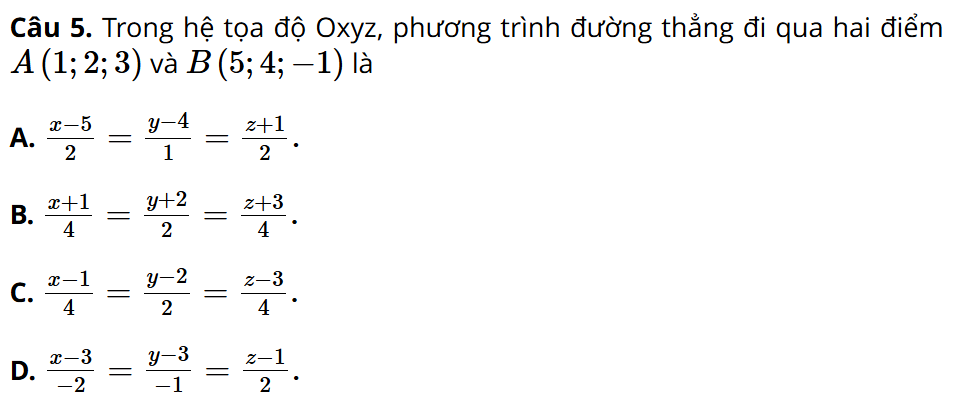 Câu 5. Trong hệ tọa độ Oxyz, phương trình đường thẳng đi qua hai điểm
A(1;2;3) và B(5;4;−1) là
A. \frac{x−5}{2} = \frac{y−4}{1} = \frac{z+1}{2}.
B. \frac{x+1}{4} = \frac{y+2}{2} = \frac{z+3}{4}.
C. \frac{x−1}{4} = \frac{y−2}{2} = \frac{z−3}{4}.
D. \frac{x−3}{−2} = \frac{y−3}{−1} = \frac{z−1}{2}.